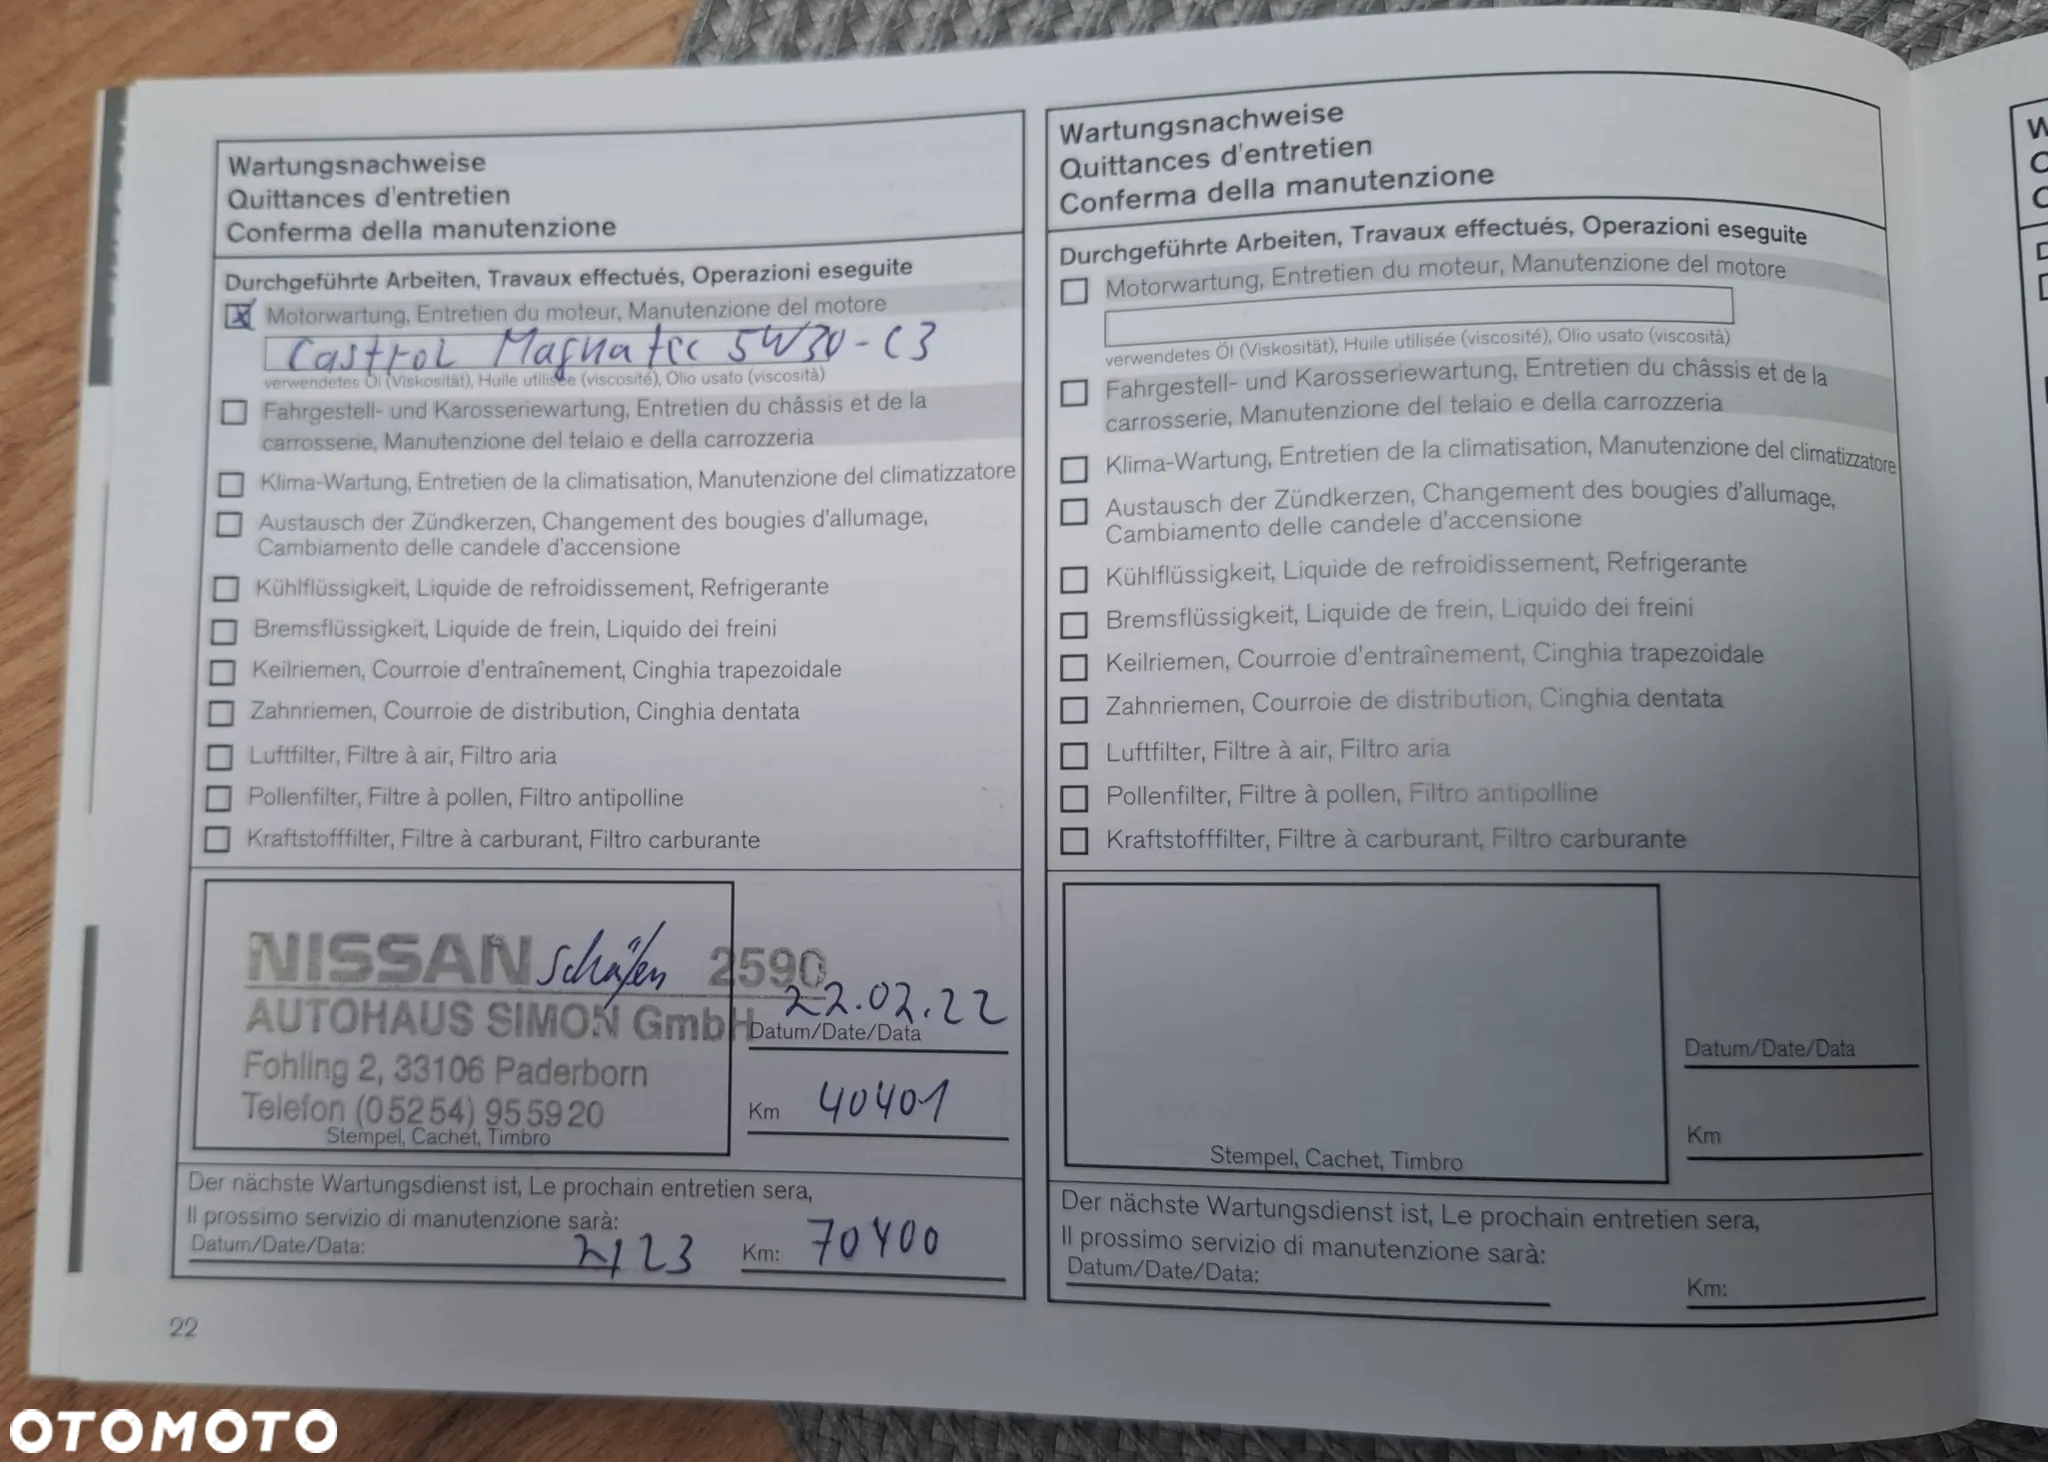 Wartungsnachweise
Quittances d'entretien
Conferma della manutenzione
Durchgeführte Arbeiten, Travaux effectués, Operazioni eseguite
Motorwartung, Entretien du moteur, Manutenzione del motore
Castrol Magnatec 5W30-C3
verwendetes Öl (Viskosität), Huile utilisée (viscosité), Olio usato (viscosità)
Fahrgestell- und Karosseriewartung, Entretien du châssis et de la
carrosserie, Manutenzione del telaio e della carrozzeria
Klima-Wartung, Entretien de la climatisation, Manutenzione del climatizzatore
Austausch der Zündkerzen, Changement des bougies d'allumage,
Cambiamento delle candele d'accensione
Kühlflüssigkeit, Liquide de refroidissement, Refrigerante
Bremsflüssigkeit, Liquide de frein, Liquido dei freini
Keilriemen, Courroie d'entraînement, Cinghia trapezoidale
Zahnriemen, Courroie de distribution, Cinghia dentata
Luftfilter, Filtre à air, Filtro aria
Pollenfilter, Filtre à pollen, Filtro antipolline
Kraftstofffilter, Filtre à carburant, Filtro carburante
NISSAN Schäfer 2590
AUTOHAUS SIMON GmbH
Fohling 2, 33106 Paderborn
Telefon (05254) 955920
Stempel, Cachet, Timbro
22.02.22
Datum/Date/Data
Km 40401
Der nächste Wartungsdienst ist, Le prochain entretien sera,
Il prossimo servizio di manutenzione sarà:
Datum/Date/Data: 2/23 Km: 70400
22
Wartungsnachweise
Quittances d'entretien
Conferma della manutenzione
Durchgeführte Arbeiten, Travaux effectués, Operazioni eseguite
Motorwartung, Entretien du moteur, Manutenzione del motore
verwendetes Öl (Viskosität), Huile utilisée (viscosité), Olio usato (viscosità)
Fahrgestell- und Karosseriewartung, Entretien du châssis et de la
carrosserie, Manutenzione del telaio e della carrozzeria
Klima-Wartung, Entretien de la climatisation, Manutenzione del climatizzatore
Austausch der Zündkerzen, Changement des bougies d'allumage,
Cambiamento delle candele d'accensione
Kühlflüssigkeit, Liquide de refroidissement, Refrigerante
Bremsflüssigkeit, Liquide de frein, Liquido dei freini
Keilriemen, Courroie d'entraînement, Cinghia trapezoidale
Zahnriemen, Courroie de distribution, Cinghia dentata
Luftfilter, Filtre à air, Filtro aria
Pollenfilter, Filtre à pollen, Filtro antipolline
Kraftstofffilter, Filtre à carburant, Filtro carburante
Stempel, Cachet, Timbro
Datum/Date/Data
Km
Der nächste Wartungsdienst ist, Le prochain entretien sera,
Il prossimo servizio di manutenzione sarà:
Datum/Date/Data: Km:
OTOMOTO